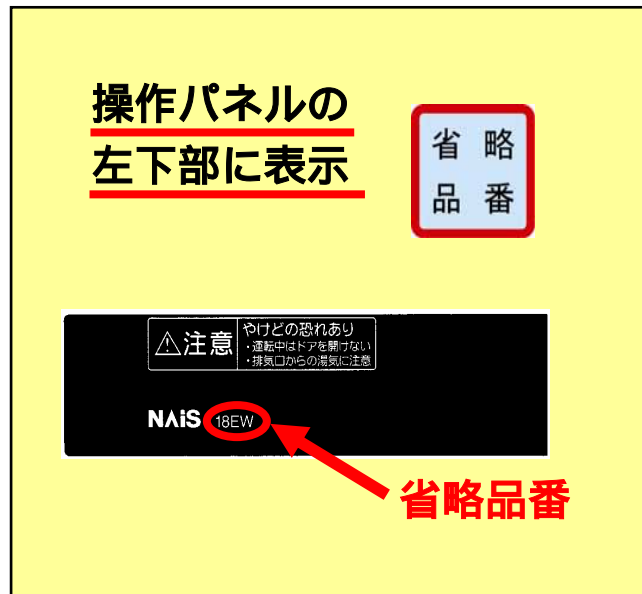 操作パネルの
左下部に表示
省略
品番
⚠注意
やけどの恐れあり
・運転中はドアを開けない
・排気口からの湯気に注意
NAiS 18EW
省略品番